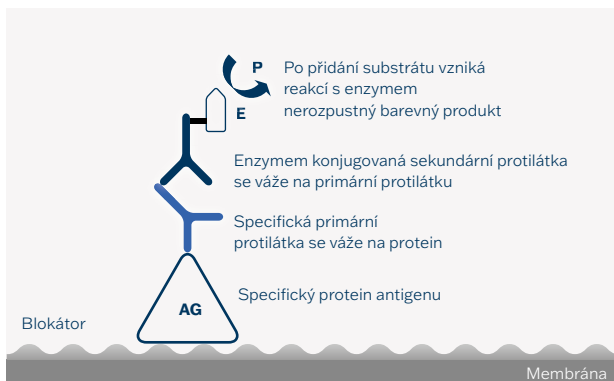 P
Po přidání substrátu vzniká
reakcí s enzymem
nerozpustný barevný produkt
E
Enzymem konjugovaná sekundární protilátka
se váže na primární protilátku
Specifická primární
protilátka se váže na protein
Specifický protein antigenu
AG
Blokátor
Membrána